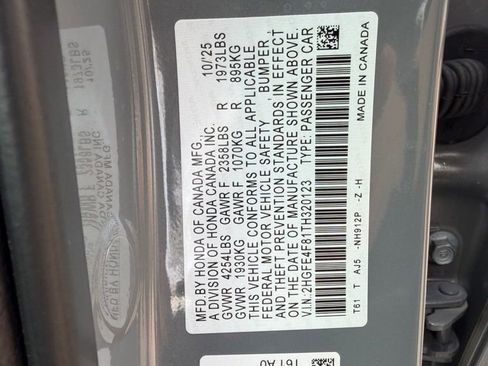 MFD. BY HONDA OF CANADA MFG. 10/25
A DIVISION OF HONDA CANADA INC.
GVWR 4254LBS GAWR F 2358LBS R 1973LBS
GVWR 1930KG GAWR F 1070KG R 895KG
THIS VEHICLE CONFORMS TO ALL APPLICABLE
FEDERAL MOTOR VEHICLE SAFETY BUMPER,
AND THEFT PREVENTION STANDARDS IN EFFECT
ON THE DATE OF MANUFACTURE SHOWN ABOVE.
V.I.N. 2HGFE4F81TH320123 TYPE: PASSENGER CAR
T61 T AJ5 -NH912P -Z -H
MADE IN CANADA
T61 A0